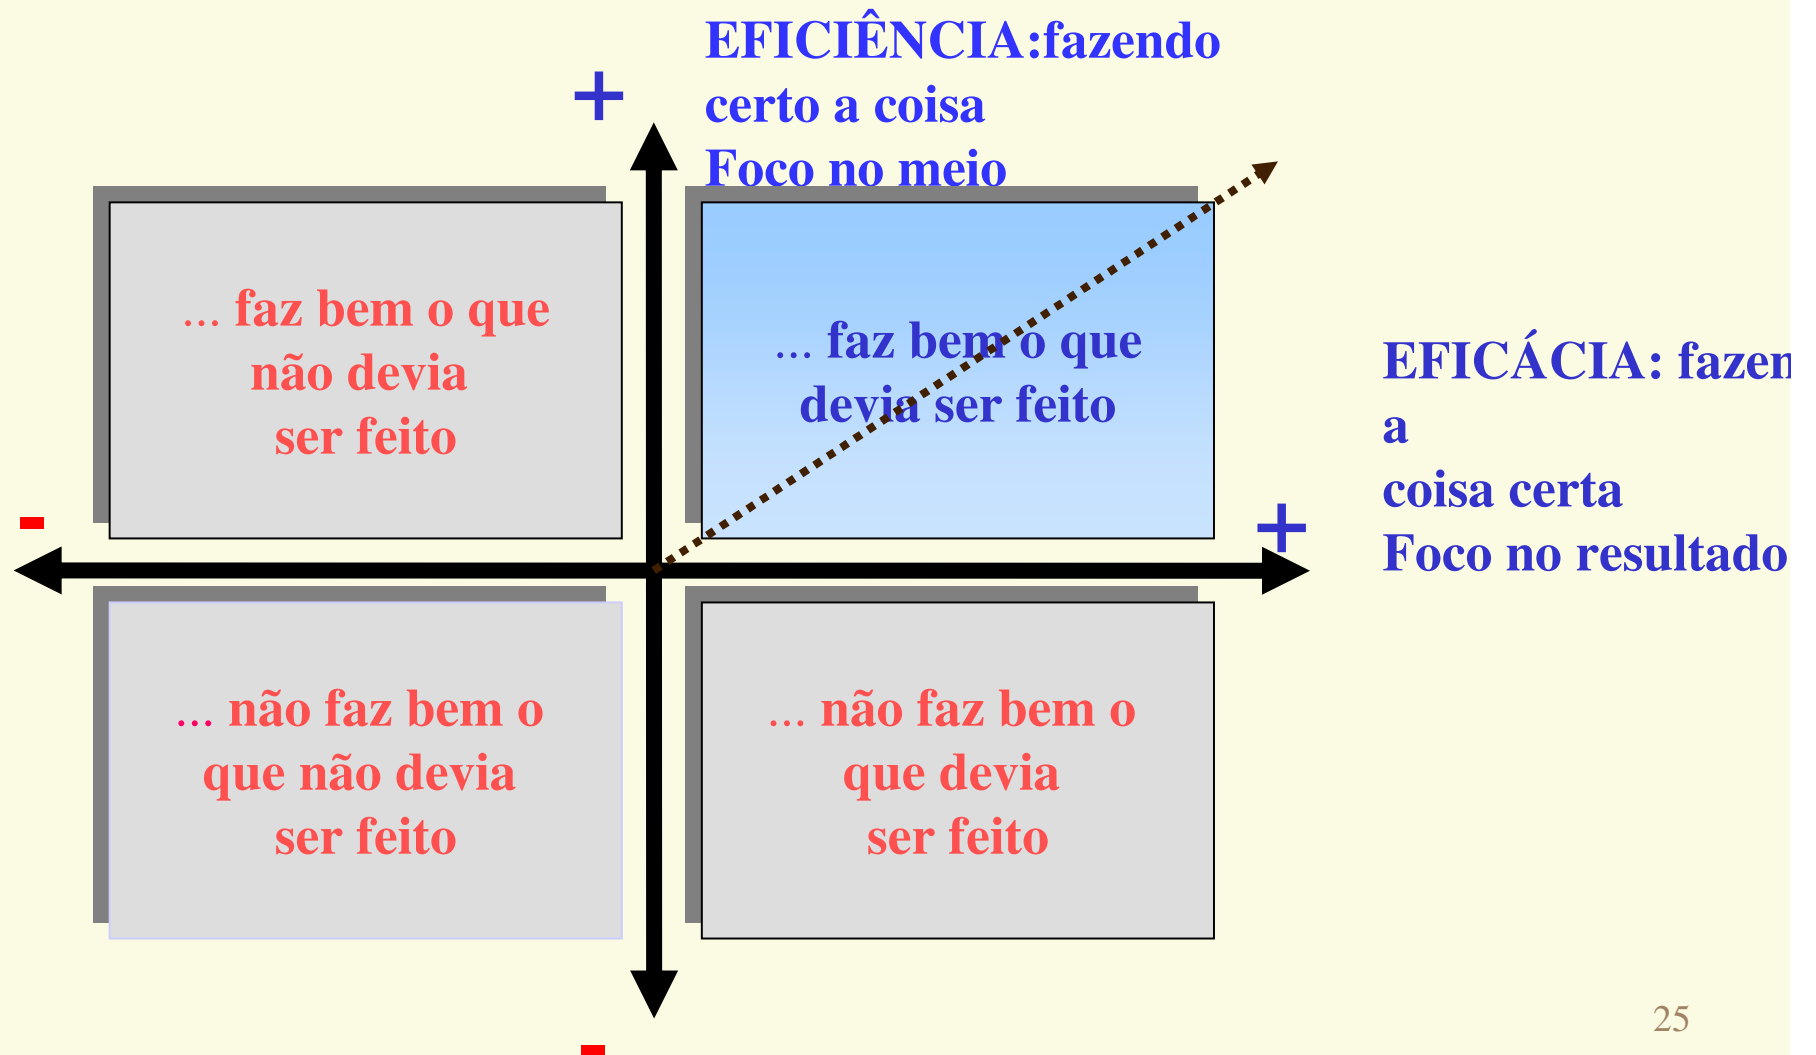 EFICIÊNCIA:fazendo
certo a coisa
Foco no meio
+
... faz bem o que
não devia
ser feito
... faz bem o que
devia ser feito
EFICÁCIA: fazen
a
coisa certa
Foco no resultado
-
+
... não faz bem o
que não devia
ser feito
... não faz bem o
que devia
ser feito
-
25